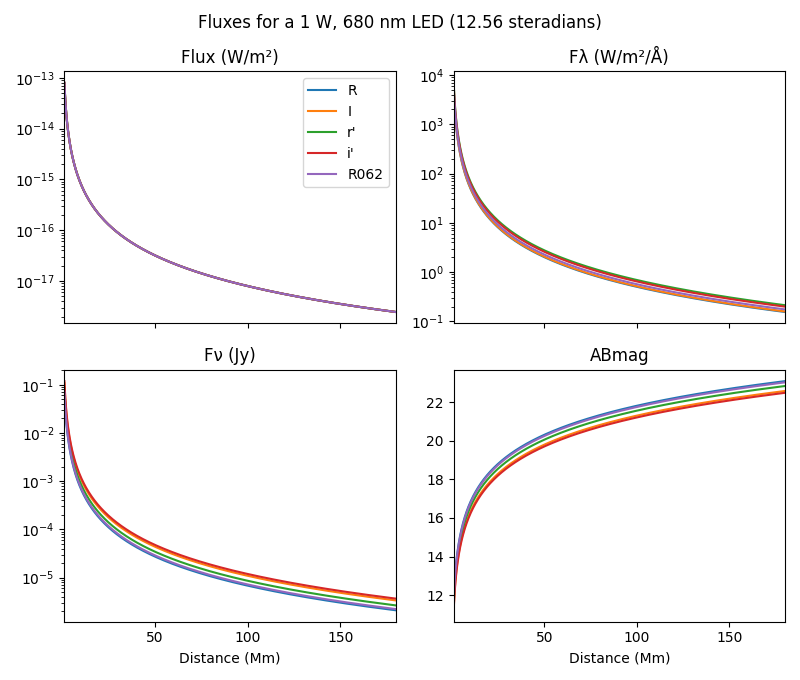 Fluxes for a 1 W, 680 nm LED (12.56 steradians)
Flux (W/m²)
10⁻¹³
10⁻¹⁴
10⁻¹⁵
10⁻¹⁶
10⁻¹⁷
R
I
r'
i'
R062
Fλ (W/m²/Å)
10⁴
10³
10²
10¹
10⁰
10⁻¹
Fν (Jy)
10⁻¹
10⁻²
10⁻³
10⁻⁴
10⁻⁵
50 100 150
Distance (Mm)
ABmag
22
20
18
16
14
12
50 100 150
Distance (Mm)